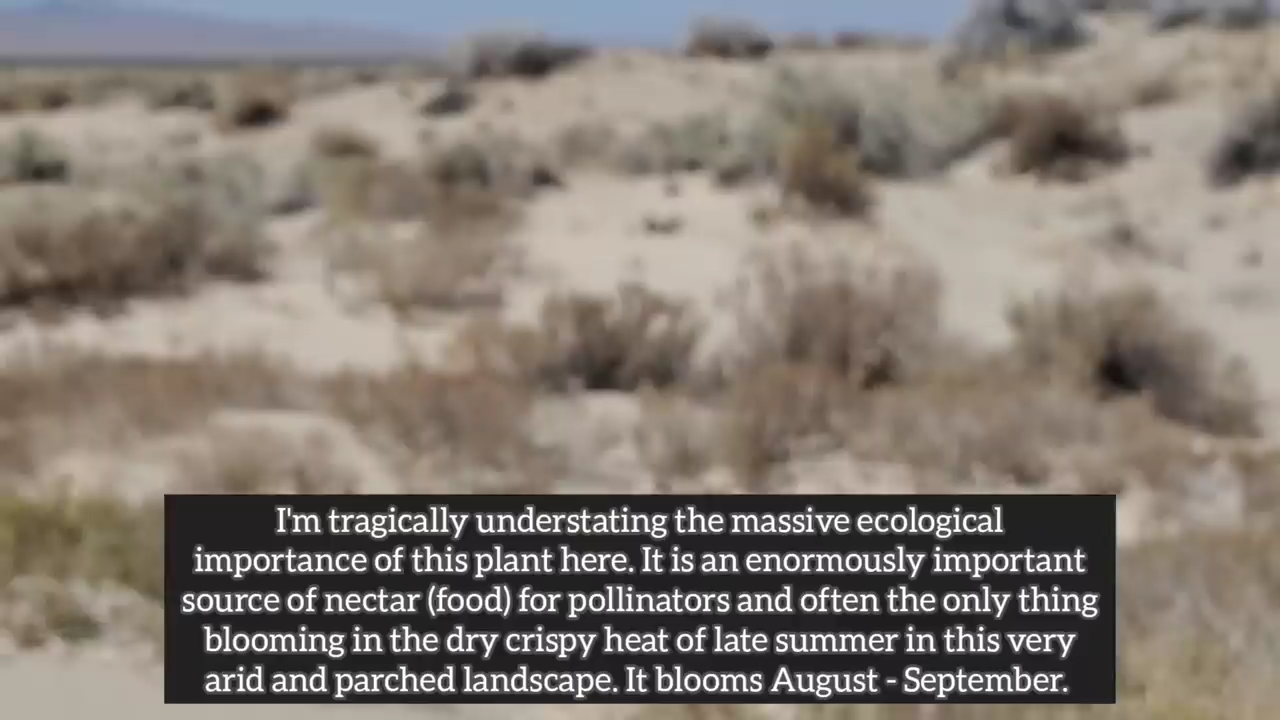 I'm tragically understating the massive ecological
importance of this plant here. It is an enormously important
source of nectar (food) for pollinators and often the only thing
blooming in the dry crispy heat of late summer in this very
arid and parched landscape. It blooms August - September.